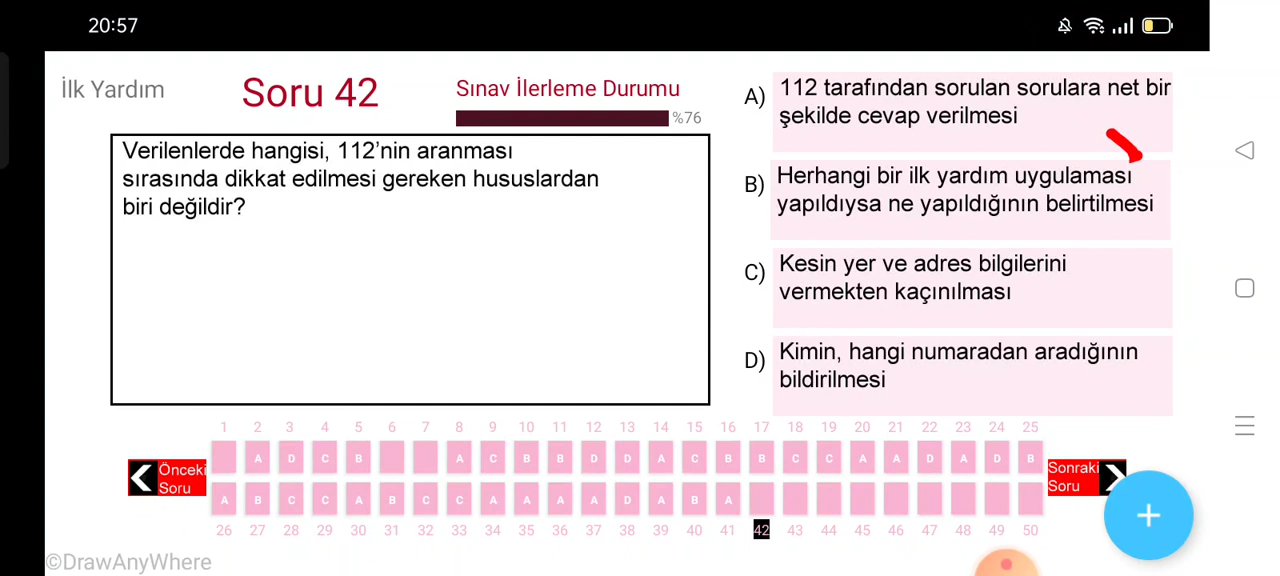 20:57
İlk Yardım
Soru 42
Sınav İlerleme Durumu
%76
Verilenlerde hangisi, 112'nin aranması
sırasında dikkat edilmesi gereken hususlardan
biri değildir?
A) 112 tarafından sorulan sorulara net bir
şekilde cevap verilmesi
B) Herhangi bir ilk yardım uygulaması
yapıldıysa ne yapıldığının belirtilmesi
C) Kesin yer ve adres bilgilerini
vermekten kaçınılması
D) Kimin, hangi numaradan aradığının
bildirilmesi
1 2 3 4 5 6 7 8 9 10 11 12 13 14 15 16 17 18 19 20 21 22 23 24 25
A D C B A C B B D D A C B B C C A A D A D B
Önceki
Soru
Sonraki
Soru
A B C C A B C C A A A A D A B A
26 27 28 29 30 31 32 33 34 35 36 37 38 39 40 41 42 43 44 45 46 47 48 49 50
©DrawAnyWhere